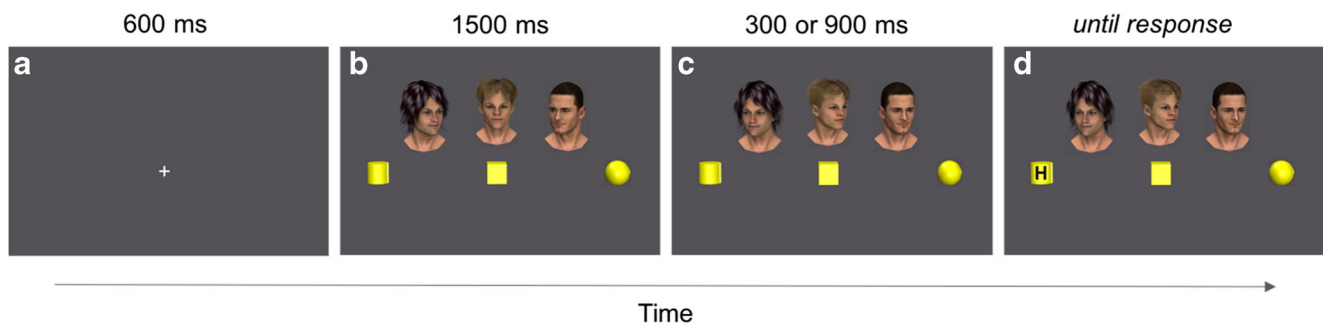 600 ms
1500 ms
300 or 900 ms
until response
a
b
c
d
H
Time